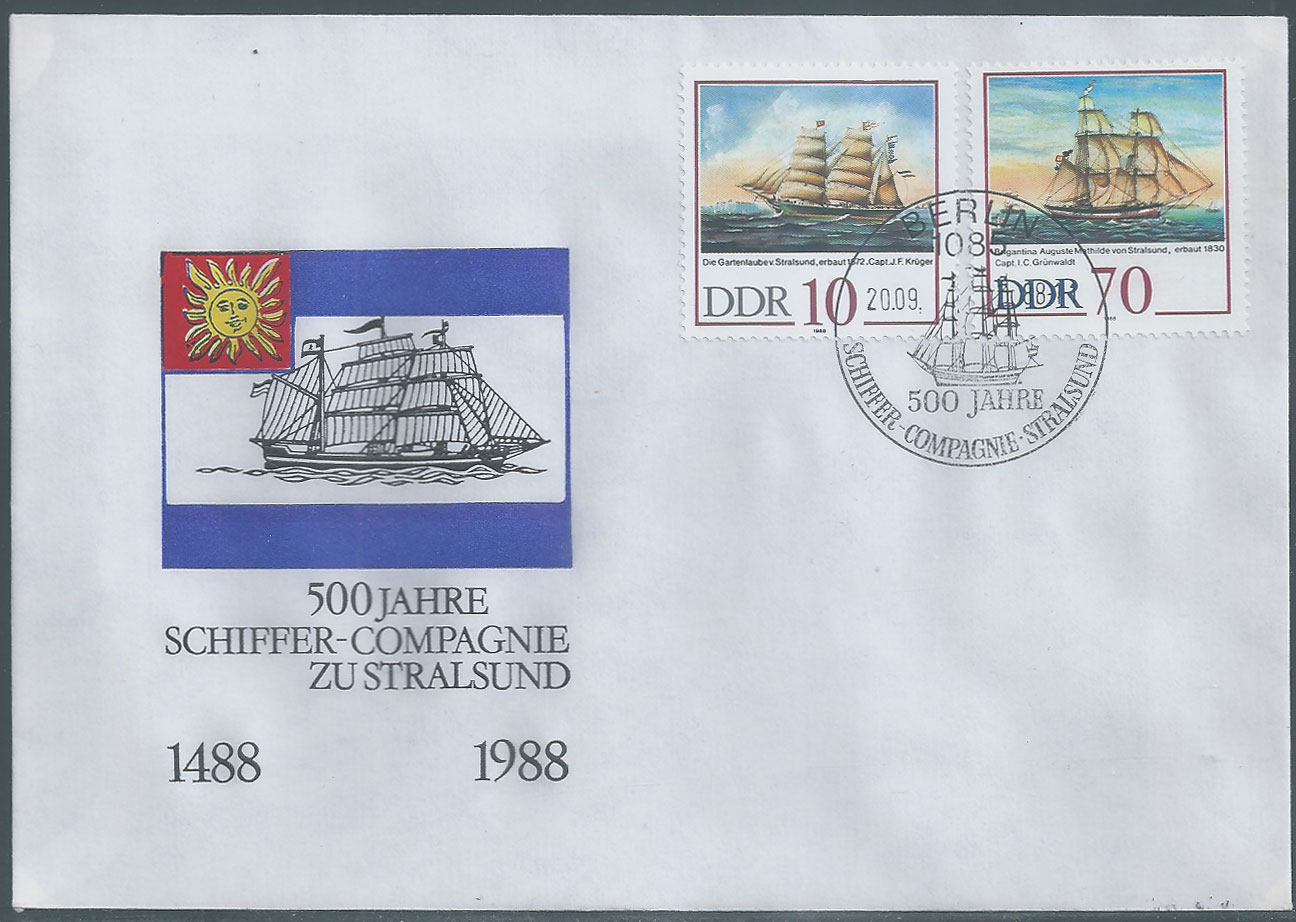 Die Gartenlaube v. Stralsund, erbaut 1872. Capt. J. F. Krüger
DDR 10
1988
Brigantina Auguste Mathilde von Stralsund, erbaut 1830
Capt. I. C. Grünwaldt
DDR 70
1988
BERLIN
1085
20.09.
500 JAHRE
SCHIFFER-COMPAGNIE·STRALSUND
500 JAHRE
SCHIFFER-COMPAGNIE
ZU STRALSUND
1488 1988